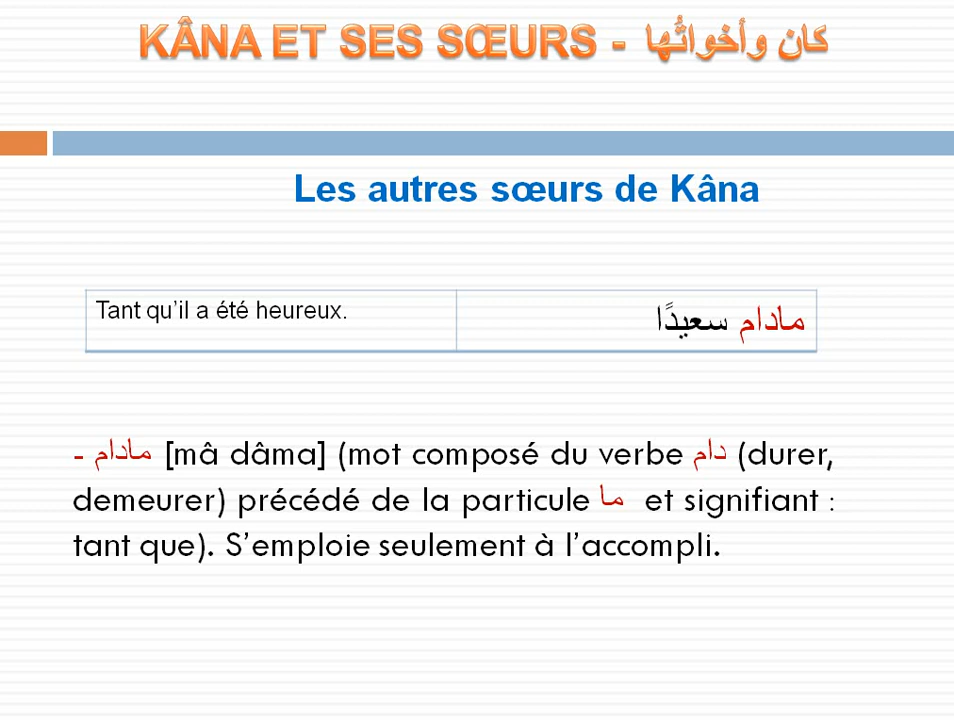 KÂNA ET SES SŒURS - كان وأخواتُها
Les autres sœurs de Kâna
Tant qu’il a été heureux.
مادام سعيدًا
- مادام [mâ dâma] (mot composé du verbe دام (durer,
demeurer) précédé de la particule ما et signifiant :
tant que). S’emploie seulement à l’accompli.